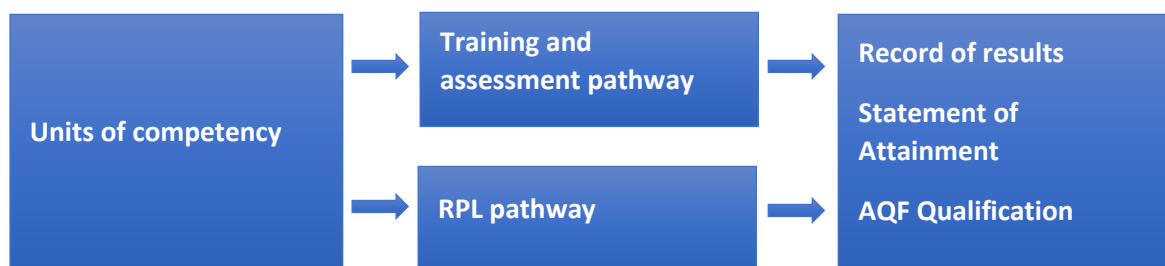 Units of competency
Training and
assessment pathway
RPL pathway
Record of results
Statement of
Attainment
AQF Qualification